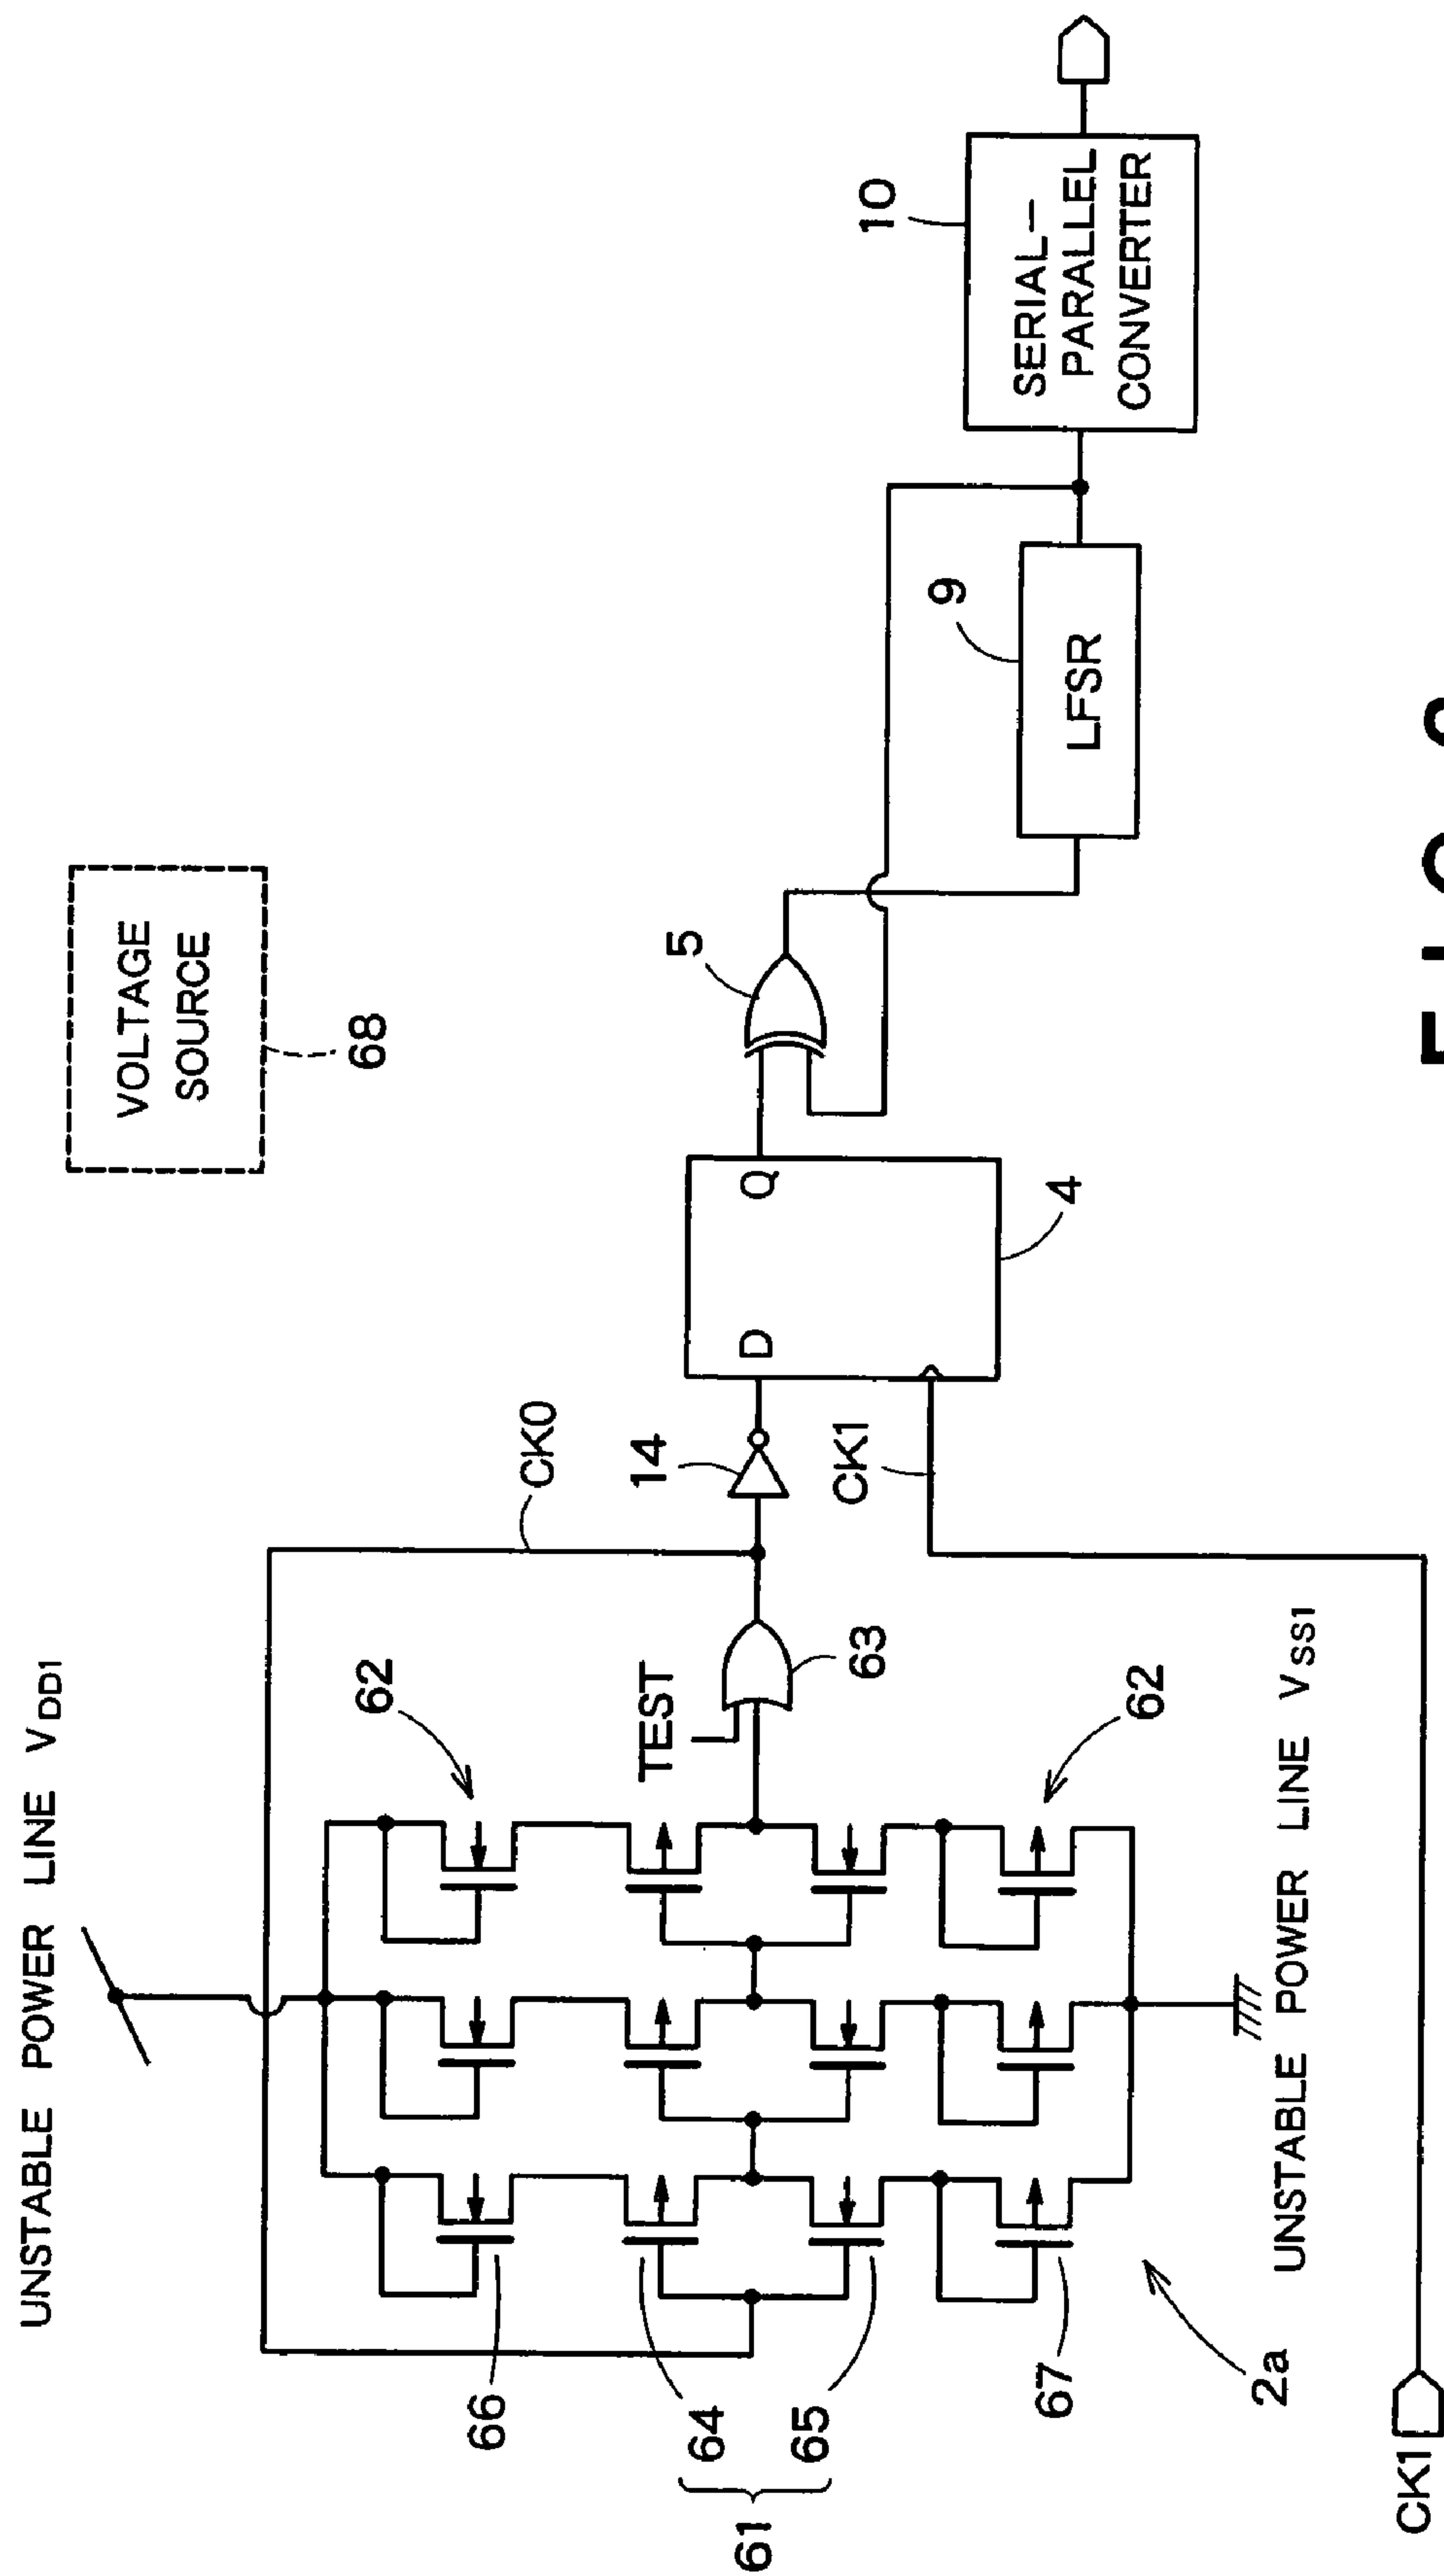 UNSTABLE POWER LINE VDD1
VOLTAGE
SOURCE
68
CK0
62
TEST
63
14
CK1
D
Q
4
5
9
LFSR
10
SERIAL-
PARALLEL
CONVERTER
66
64
65
61
67
2a
62
UNSTABLE POWER LINE VSS1
CK1